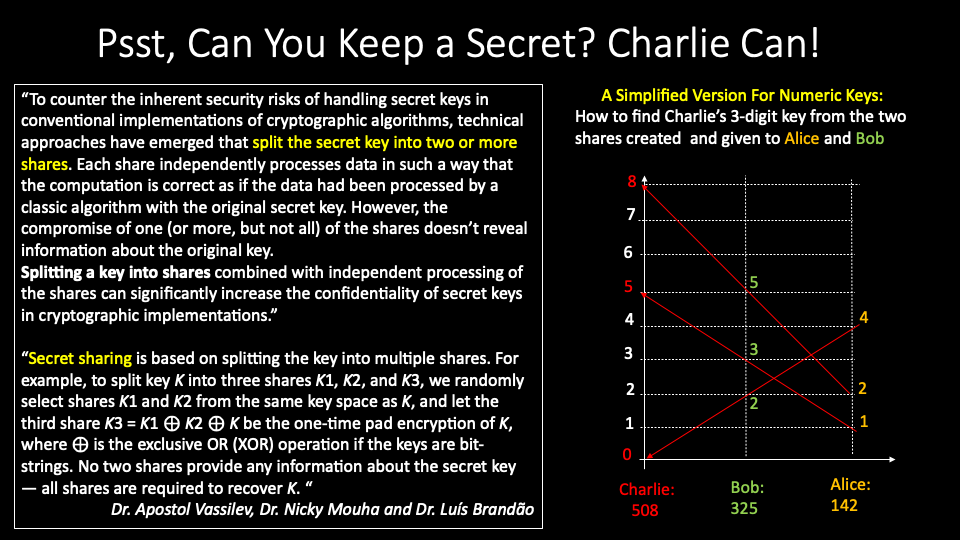 Psst, Can You Keep a Secret? Charlie Can!
“To counter the inherent security risks of handling secret keys in
conventional implementations of cryptographic algorithms, technical
approaches have emerged that split the secret key into two or more
shares. Each share independently processes data in such a way that
the computation is correct as if the data had been processed by a
classic algorithm with the original secret key. However, the
compromise of one (or more, but not all) of the shares doesn’t reveal
information about the original key.
Splitting a key into shares combined with independent processing of
the shares can significantly increase the confidentiality of secret keys
in cryptographic implementations.”
“Secret sharing is based on splitting the key into multiple shares. For
example, to split key K into three shares K1, K2, and K3, we randomly
select shares K1 and K2 from the same key space as K, and let the
third share K3 = K1 ⨁ K2 ⨁ K be the one-time pad encryption of K,
where ⨁ is the exclusive OR (XOR) operation if the keys are bit-
strings. No two shares provide any information about the secret key
— all shares are required to recover K. “
Dr. Apostol Vassilev, Dr. Nicky Mouha and Dr. Luís Brandão
A Simplified Version For Numeric Keys:
How to find Charlie’s 3-digit key from the two
shares created and given to Alice and Bob
8
7
6
5
4
3
2
1
0
5
3
2
4
2
1
Charlie:
508
Bob:
325
Alice:
142